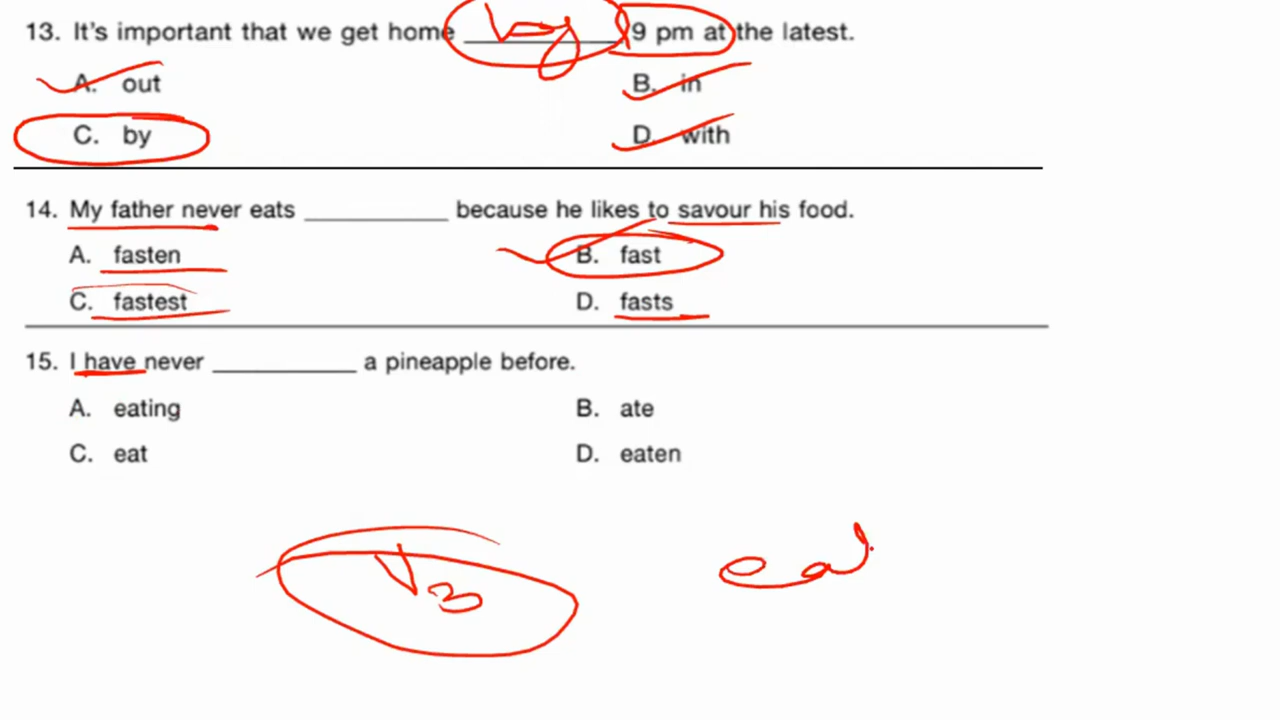 13. It's important that we get home __________ 9 pm at the latest.
by
A. out B. in
C. by D. with
14. My father never eats __________ because he likes to savour his food.
A. fasten B. fast
C. fastest D. fasts
15. I have never __________ a pineapple before.
A. eating B. ate
C. eat D. eaten
V3 ea